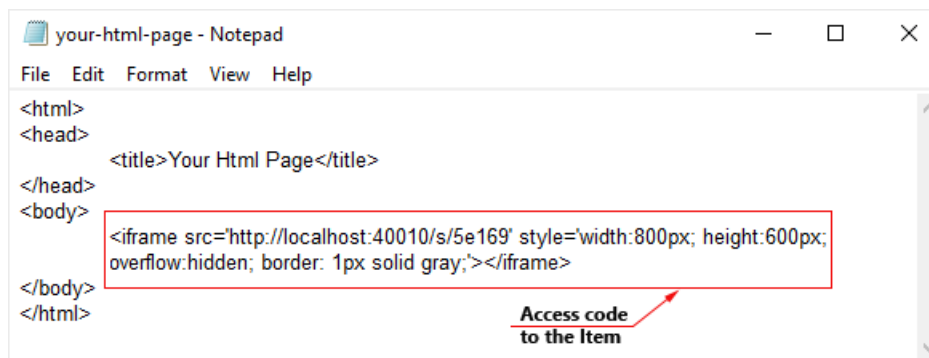 your-html-page - Notepad
File Edit Format View Help
<html>
<head>
<title>Your Html Page</title>
</head>
<body>
<iframe src='http://localhost:40010/s/5e169' style='width:800px; height:600px;
overflow:hidden; border: 1px solid gray;'></iframe>
</body>
</html>
Access code
to the Item